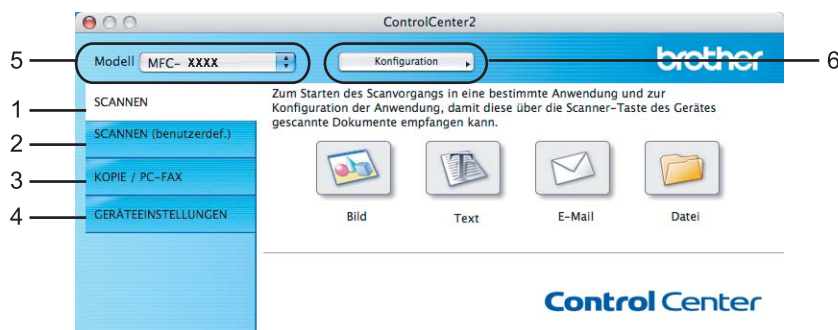 ControlCenter2
5
Modell MFC- XXXX
Konfiguration
brother
6
1
SCANNEN
Zum Starten des Scanvorgangs in eine bestimmte Anwendung und zur
Konfiguration der Anwendung, damit diese über die Scanner-Taste des Gerätes
gescannte Dokumente empfangen kann.
2
SCANNEN (benutzerdef.)
3
KOPIE / PC-FAX
4
GERÄTEEINSTELLUNGEN
T
Bild
Text
E-Mail
Datei
Control Center